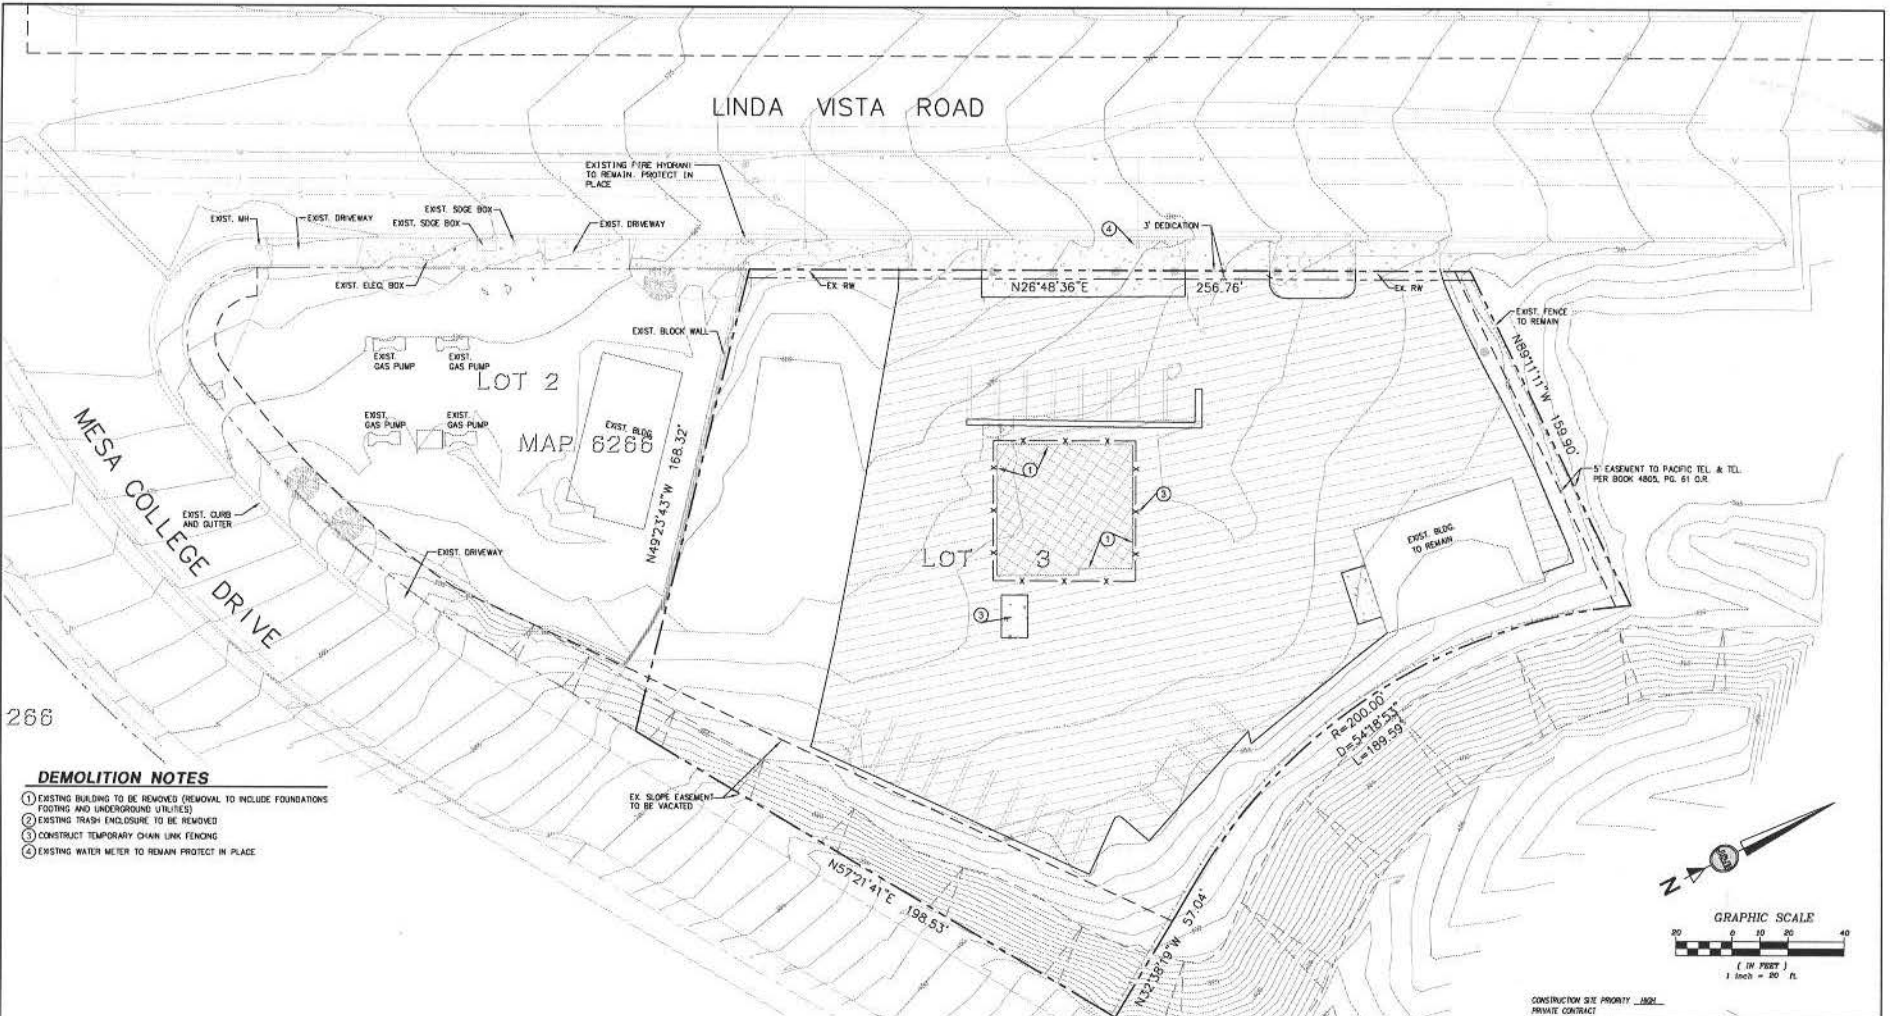 LINDA VISTA ROAD
EXISTING FIRE HYDRANT
TO REMAIN. PROTECT IN
PLACE
EXIST. MH
EXIST. DRIVEWAY
EXIST. SDGE BOX
EXIST. SDGE BOX
EXIST. DRIVEWAY
④
3' DEDICATION
EXIST. ELEC. BOX
EX. RW
N26°48'36"E 256.76'
EX. RW
EXIST. FENCE
TO REMAIN
EXIST. BLOCK WALL
EXIST.
GAS PUMP
EXIST.
GAS PUMP
LOT 2
N89°11'11"W 159.90'
EXIST.
GAS PUMP
EXIST.
GAS PUMP
MAP 6266
EXIST. BLDG.
N49°23'43"W 168.32'
①
③
①
③
LOT 3
5' EASEMENT TO PACIFIC TEL. & TEL.
PER BOOK 4805, PG. 61 O.R.
EXIST. BLDG.
TO REMAIN
MESA COLLEGE DRIVE
EXIST. CURB
AND GUTTER
EXIST. DRIVEWAY
266
R=200.00'
D=54°18'53"
L=189.59'
EX. SLOPE EASEMENT
TO BE VACATED
N57°21'41"E 198.53'
N32°38'19"W 57.04'
DEMOLITION NOTES
① EXISTING BUILDING TO BE REMOVED (REMOVAL TO INCLUDE FOUNDATIONS
FOOTING AND UNDERGROUND UTILITIES)
② EXISTING TRASH ENCLOSURE TO BE REMOVED
③ CONSTRUCT TEMPORARY CHAIN LINK FENCING
④ EXISTING WATER METER TO REMAIN PROTECT IN PLACE
N
GRAPHIC SCALE
20 0 10 20 40
( IN FEET )
1 inch = 20 ft.
CONSTRUCTION SITE PRIORITY HIGH
PRIVATE CONTRACT